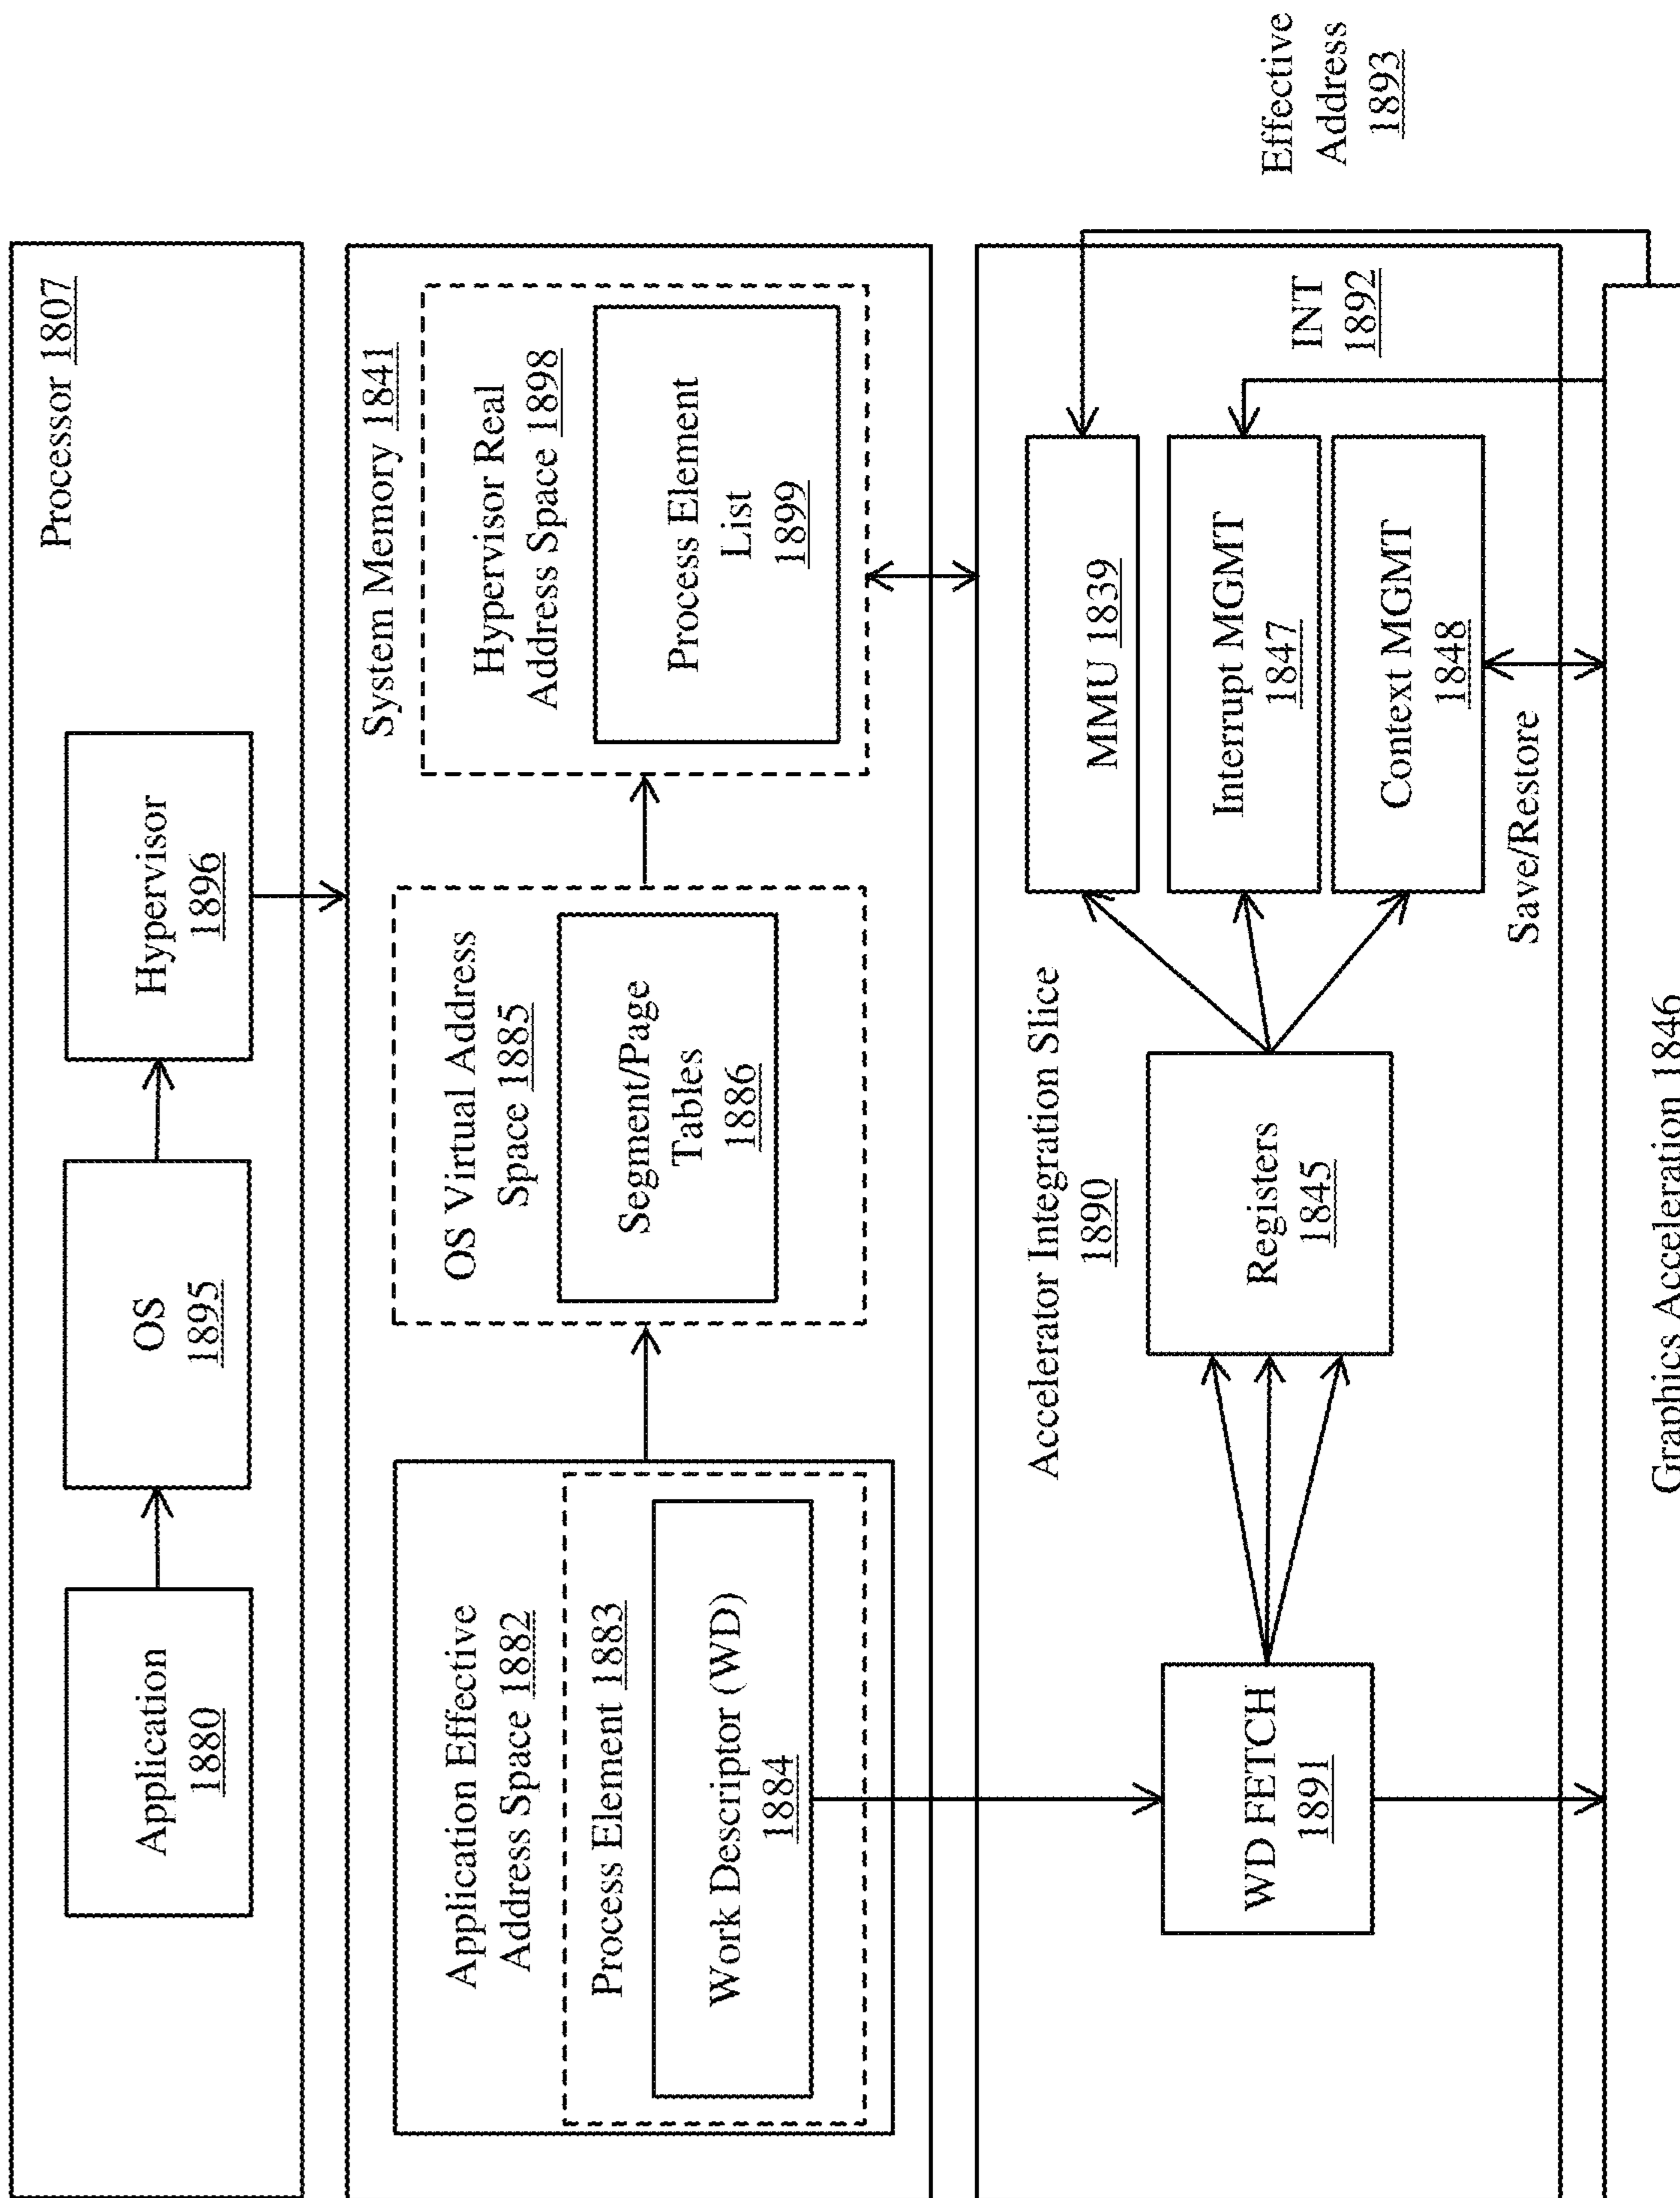 Processor 1807
Application
1880
OS
1895
Hypervisor
1896
System Memory 1841
Application Effective
Address Space 1882
Process Element 1883
Work Descriptor (WD)
1884
OS Virtual Address
Space 1885
Segment/Page
Tables
1886
Hypervisor Real
Address Space 1898
Process Element
List
1899
Accelerator Integration Slice
1890
WD FETCH
1891
Registers
1845
MMU 1839
Interrupt MGMT
1847
Context MGMT
1848
Save/Restore
INT
1892
Effective
Address
1893
Graphics Acceleration 1846